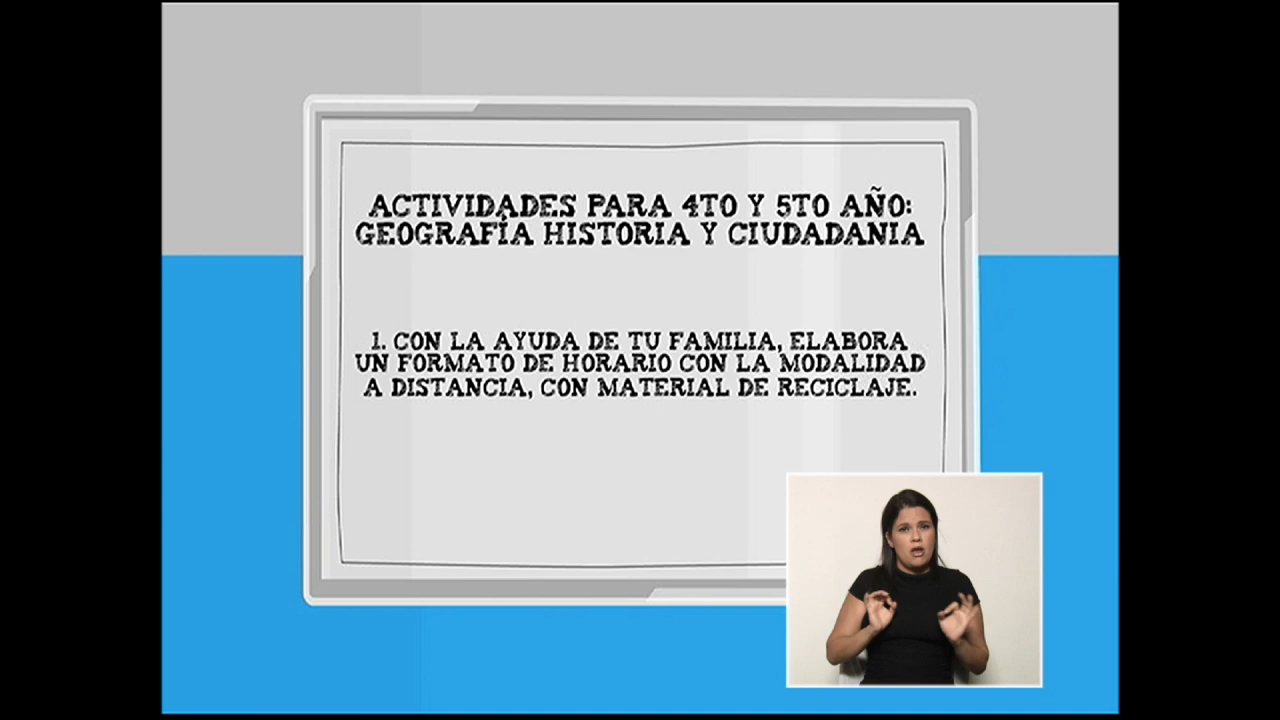 ACTIVIDADES PARA 4TO Y 5TO AÑO:
GEOGRAFÍA HISTORIA Y CIUDADANIA
1. CON LA AYUDA DE TU FAMILIA, ELABORA
UN FORMATO DE HORARIO CON LA MODALIDAD
A DISTANCIA, CON MATERIAL DE RECICLAJE.